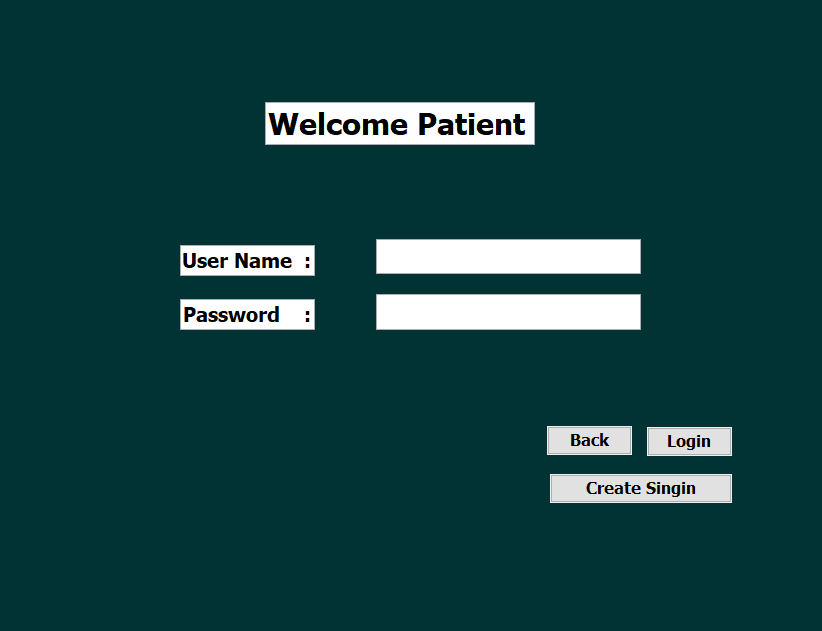 Welcome Patient
User Name :
Password :
Back
Login
Create Singin